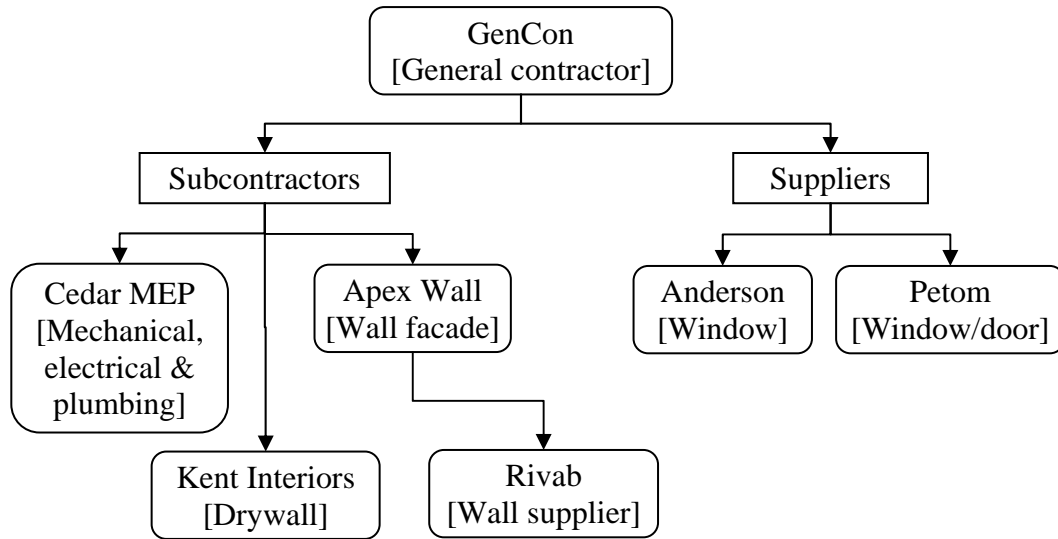 GenCon
[General contractor]
Subcontractors
Suppliers
Cedar MEP
[Mechanical,
electrical &
plumbing]
Apex Wall
[Wall facade]
Anderson
[Window]
Petom
[Window/door]
Kent Interiors
[Drywall]
Rivab
[Wall supplier]